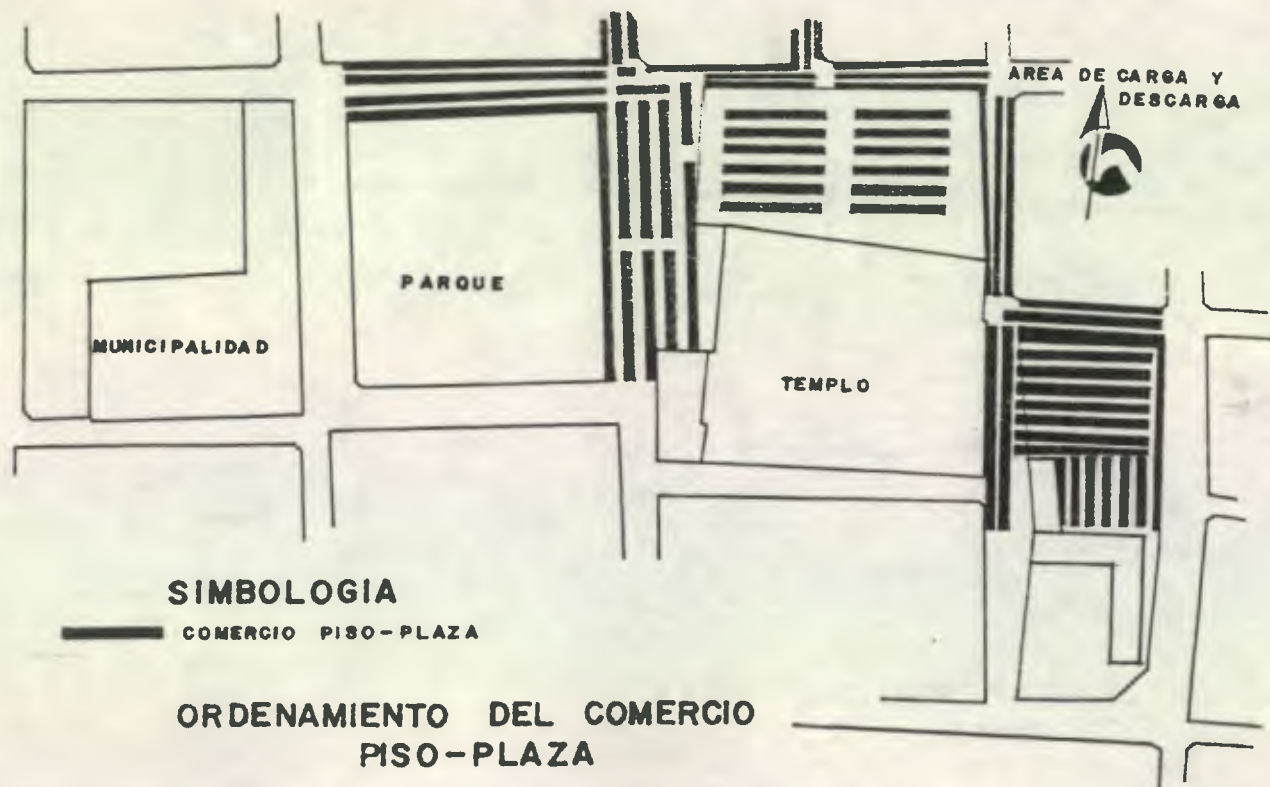 AREA DE CARGA Y
DESCARGA
PARQUE
MUNICIPALIDAD
TEMPLO
SIMBOLOGIA
COMERCIO PISO-PLAZA
ORDENAMIENTO DEL COMERCIO
PISO-PLAZA